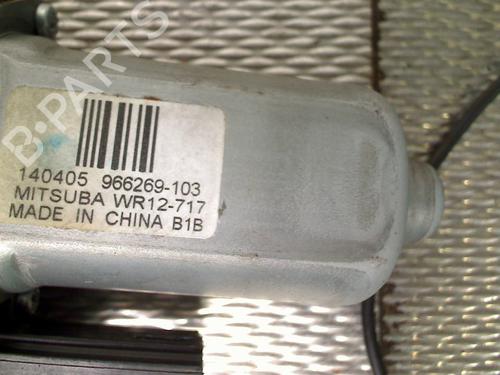 B-PARTS
140405 966269-103
MITSUBA WR12-717
MADE IN CHINA B1B